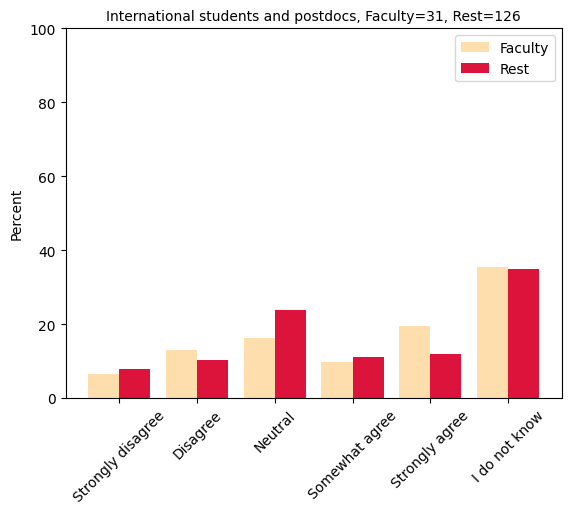 International students and postdocs, Faculty=31, Rest=126
Faculty
Rest
Percent
100
80
60
40
20
0
Strongly disagree
Disagree
Neutral
Somewhat agree
Strongly agree
I do not know